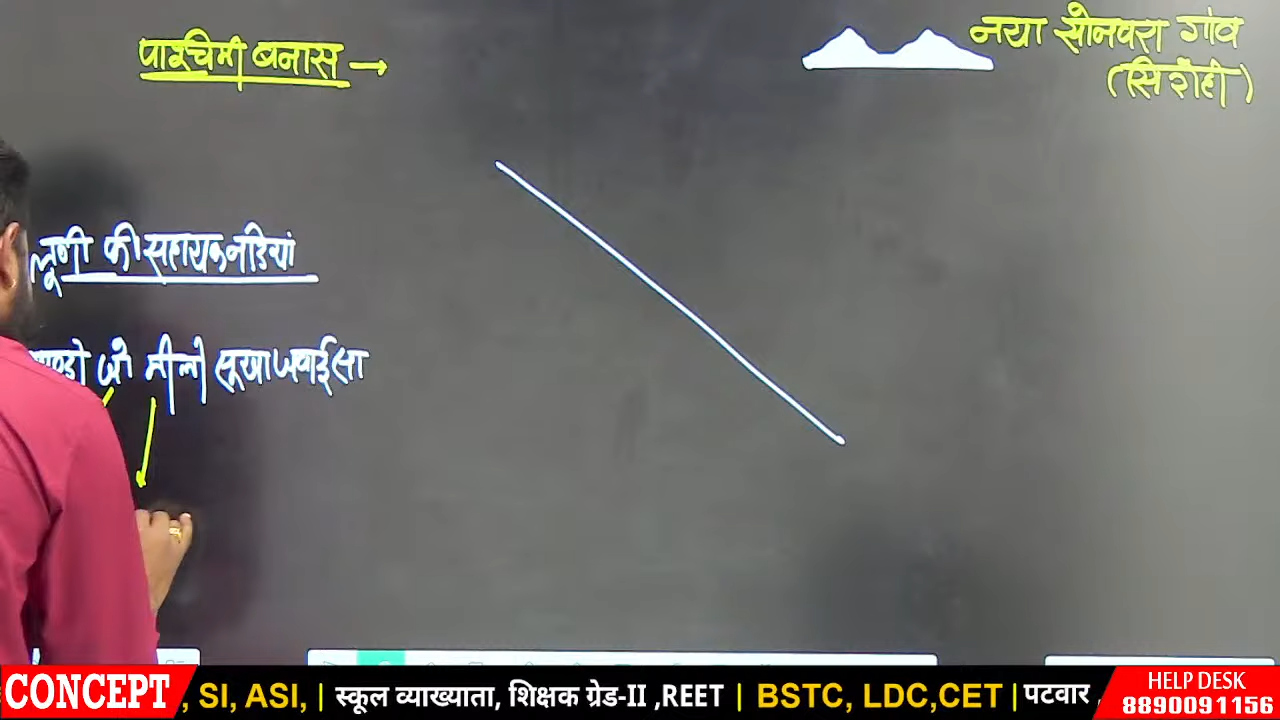 पश्चिमी बनास →
नया सोनवरा गांव
(सिरोही)
लूणी की सहायक नदियां
जो मीठी सूखा जवाई सा
CONCEPT
, SI, ASI, | स्कूल व्याख्याता, शिक्षक ग्रेड-II ,REET | BSTC, LDC,CET | पटवार ,
HELP DESK
8890091156